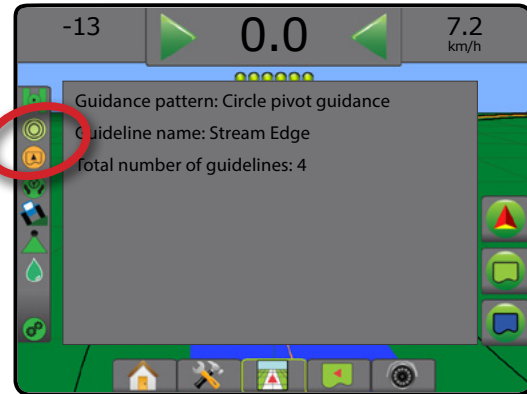 -13
0.0
7.2
km/h
Guidance pattern: Circle pivot guidance
Guideline name: Stream Edge
Total number of guidelines: 4